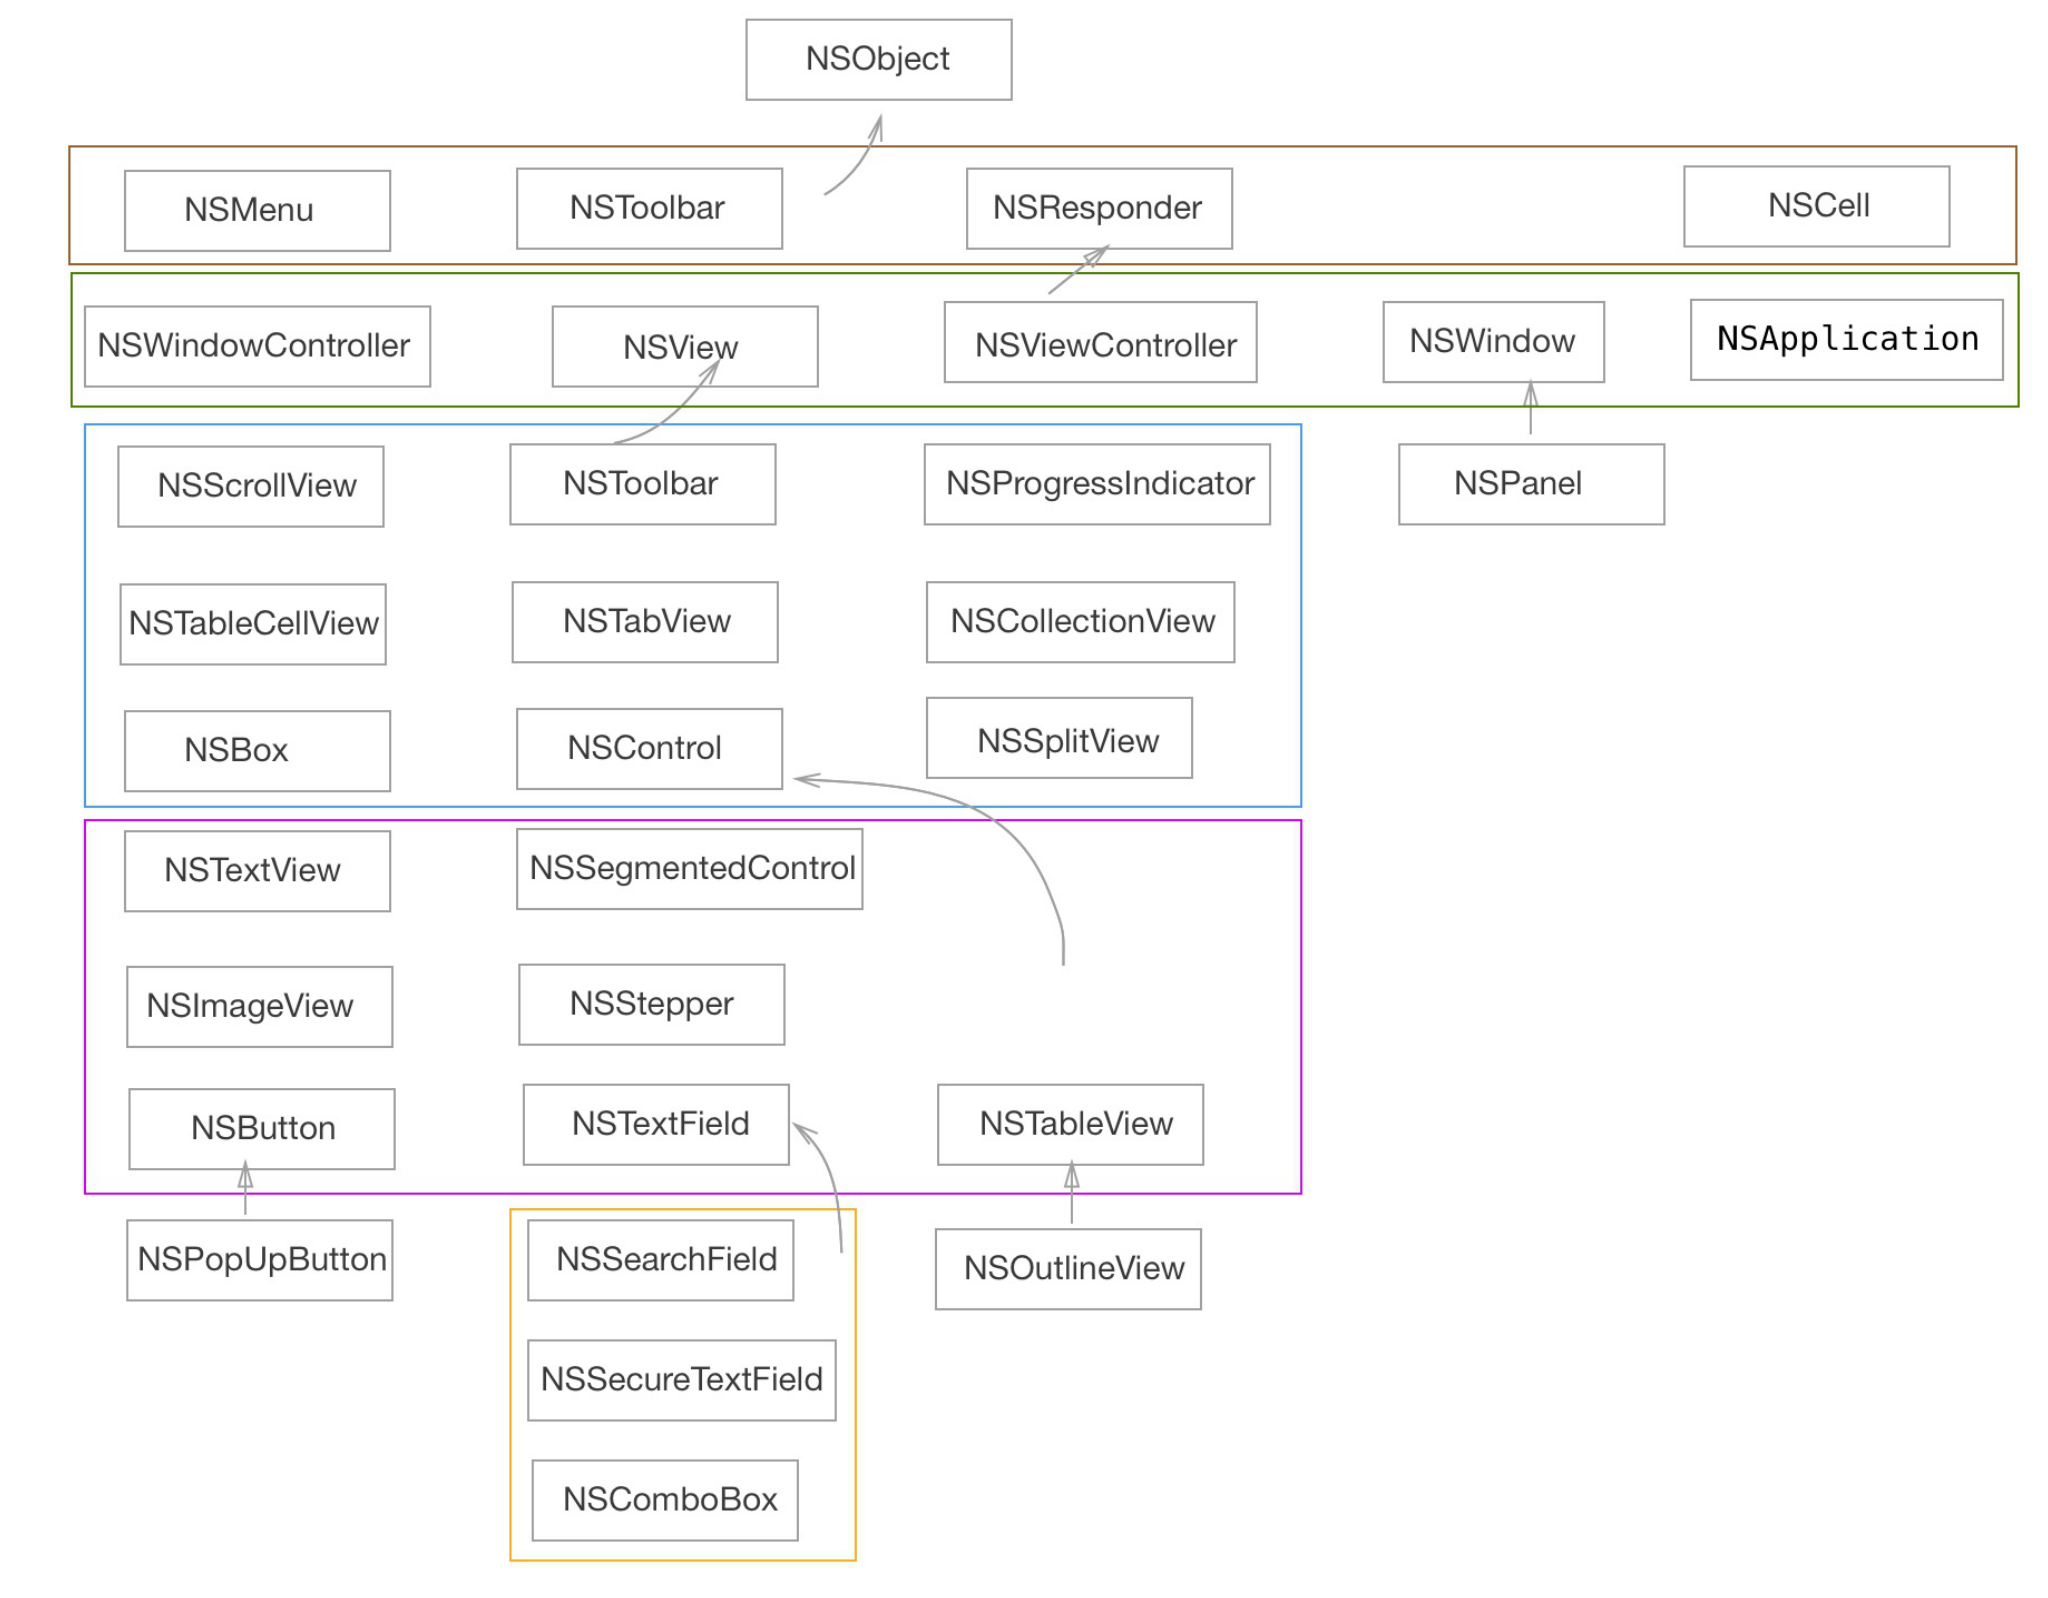 NSObject
NSMenu
NSToolbar
NSResponder
NSCell
NSWindowController
NSView
NSViewController
NSWindow
NSApplication
NSScrollView
NSToolbar
NSProgressIndicator
NSPanel
NSTableCellView
NSTabView
NSCollectionView
NSBox
NSControl
NSSplitView
NSTextView
NSSegmentedControl
NSImageView
NSStepper
NSButton
NSTextField
NSTableView
NSPopUpButton
NSSearchField
NSOutlineView
NSSecureTextField
NSComboBox